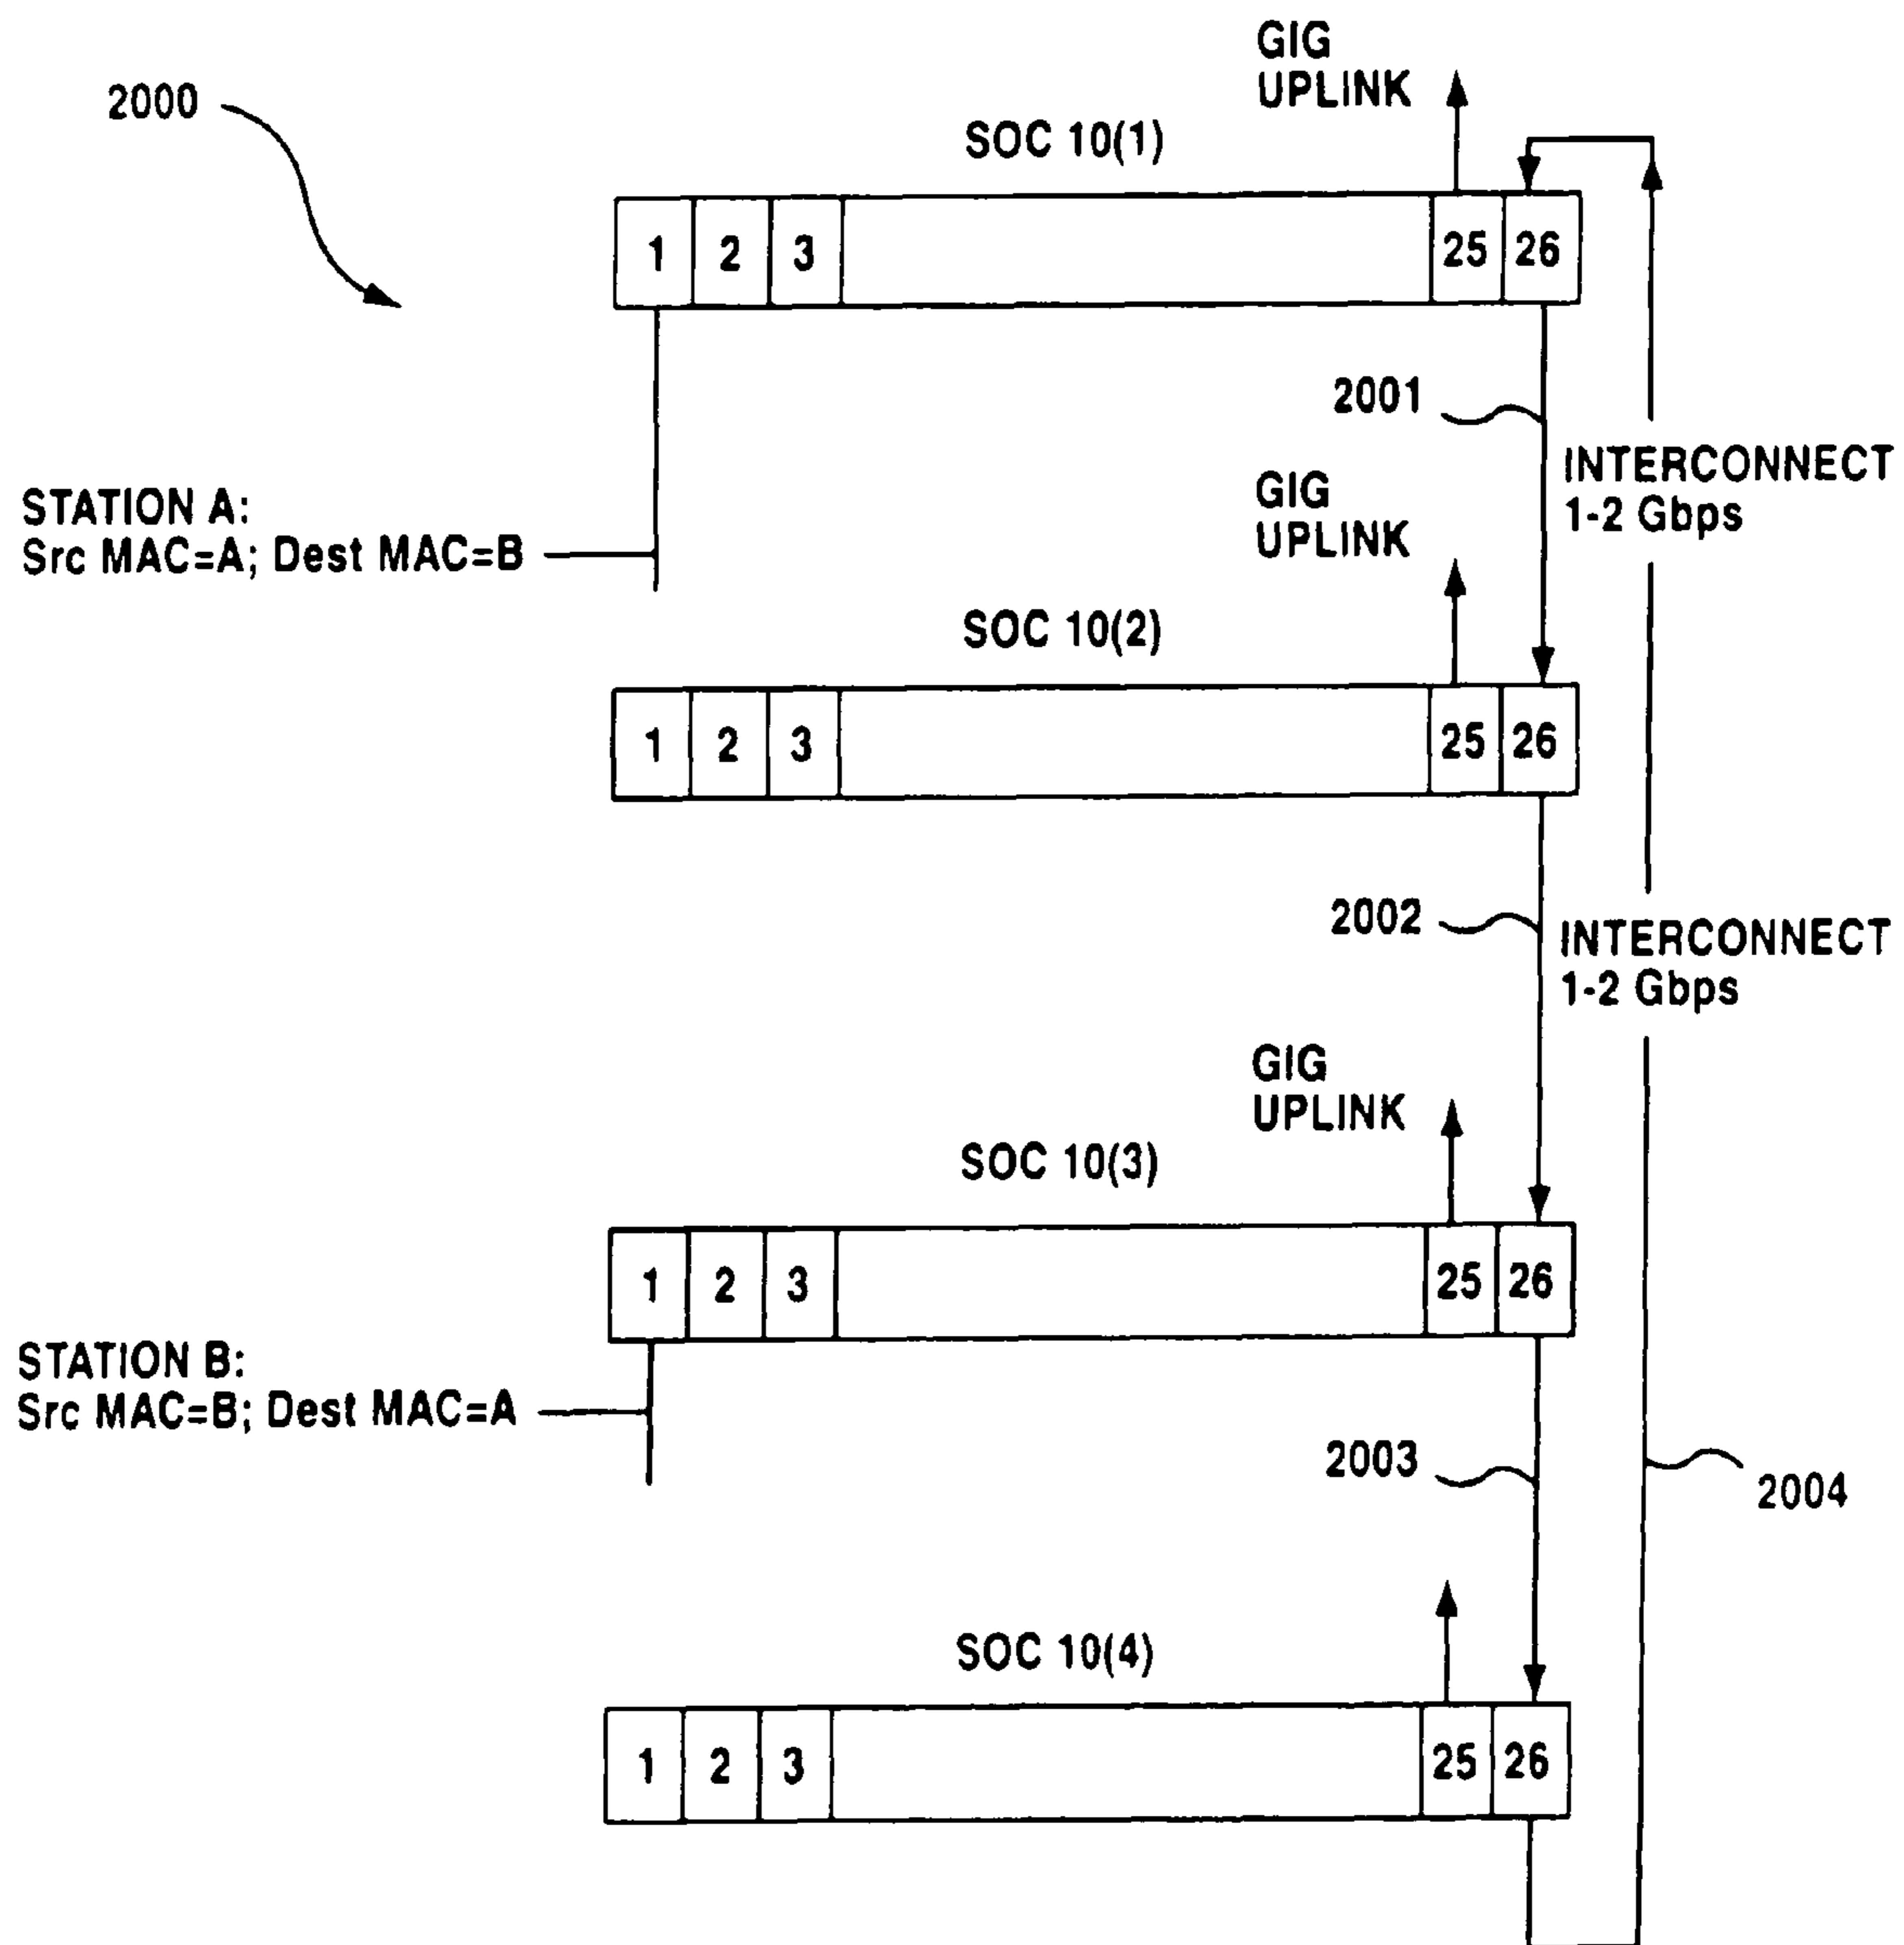 2000
GIG
UPLINK
SOC 10(1)
1 2 3 25 26
2001
INTERCONNECT
1-2 Gbps
STATION A:
Src MAC=A; Dest MAC=B
GIG
UPLINK
SOC 10(2)
1 2 3 25 26
2002
INTERCONNECT
1-2 Gbps
GIG
UPLINK
SOC 10(3)
1 2 3 25 26
STATION B:
Src MAC=B; Dest MAC=A
2003
2004
SOC 10(4)
1 2 3 25 26